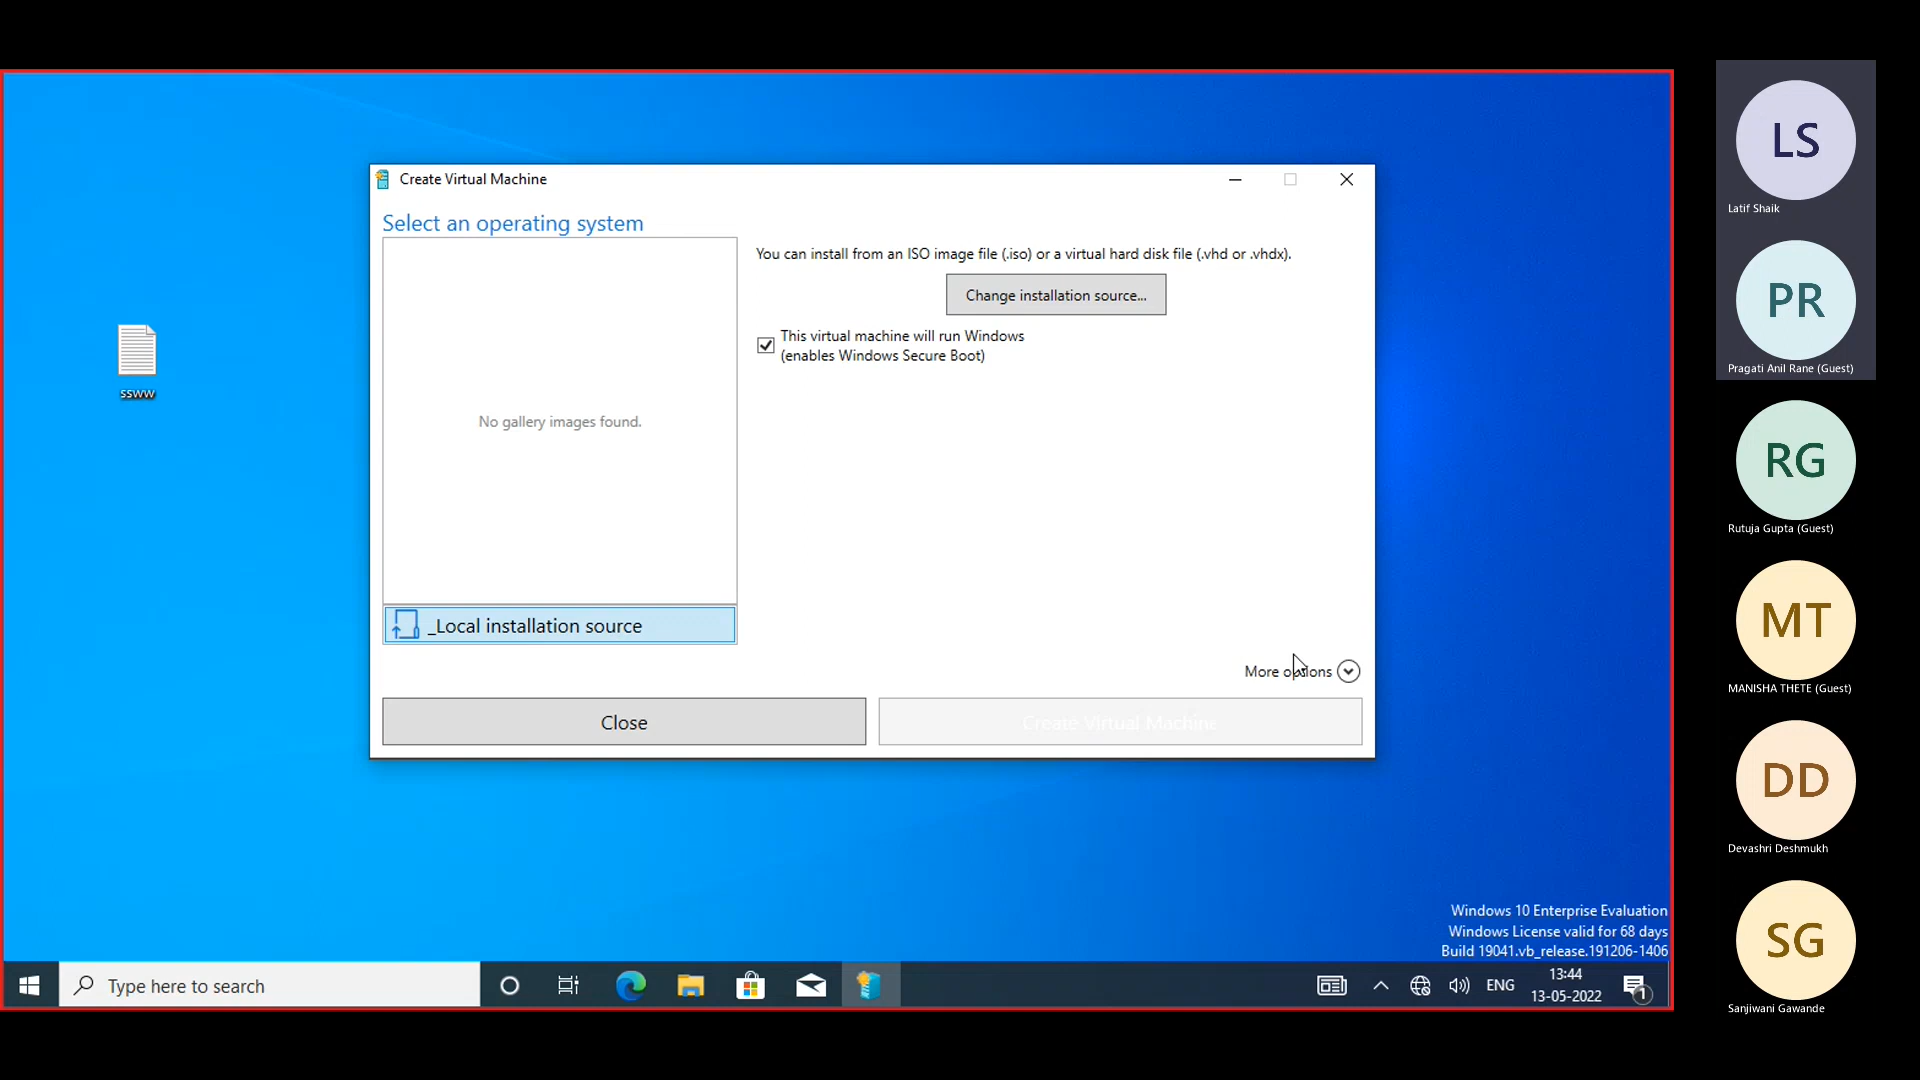 Create Virtual Machine
Select an operating system
You can install from an ISO image file (.iso) or a virtual hard disk file (.vhd or .vhdx).
Change installation source...
This virtual machine will run Windows
(enables Windows Secure Boot)
No gallery images found.
_Local installation source
More options
Close
Create Virtual Machine
ssww
Windows 10 Enterprise Evaluation
Windows License valid for 68 days
Build 19041.vb_release.191206-1406
Type here to search
ENG
13:44
13-05-2022
1
LS
Latif Shaik
PR
Pragati Anil Rane (Guest)
RG
Rutuja Gupta (Guest)
MT
MANISHA THETE (Guest)
DD
Devashri Deshmukh
SG
Sanjiwani Gawande